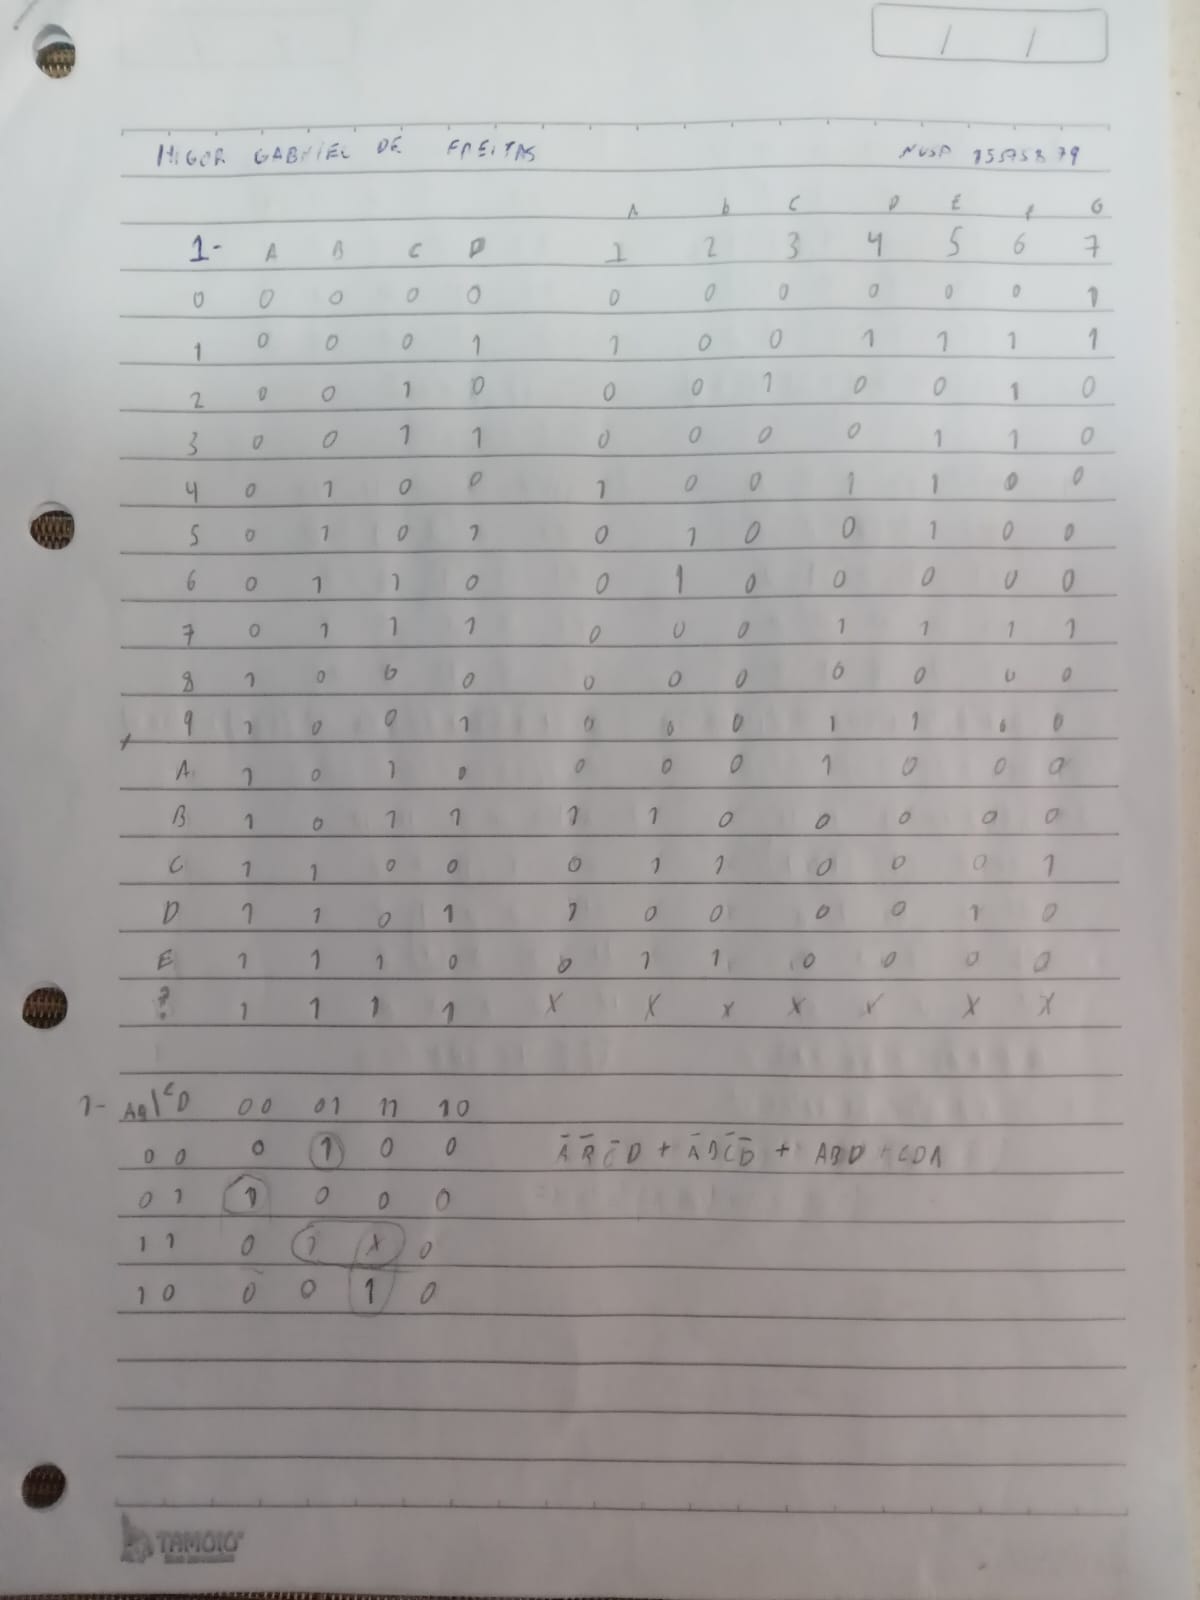 / /
HIGOR GABRIEL DE FREITAS NUSP
A b C D E F G
1- A B C D 1 2 3 4 5 6 7
0 0 0 0 0 0 0 0 0 0 0 1
1 0 0 0 1 1 0 0 1 1 1 1
2 0 0 1 0 0 0 1 0 0 1 0
3 0 0 1 1 0 0 0 0 1 1 0
4 0 1 0 0 1 0 0 1 1 0 0
5 0 1 0 1 0 1 0 0 1 0 0
6 0 1 1 0 0 1 0 0 0 0 0
7 0 1 1 1 0 0 0 1 1 1 1
8 1 0 0 0 0 0 0 0 0 0 0
9 1 0 0 1 0 0 0 1 1 0 0
A 1 0 1 0 0 0 0 1 0 0 0
B 1 0 1 1 1 1 0 0 0 0 0
C 1 1 0 0 0 1 1 0 0 0 1
D 1 1 0 1 1 0 0 0 0 1 0
E 1 1 1 0 0 1 1 0 0 0 0
? 1 1 1 1 X X X X X X X
1- AB\CD 00 01 11 10
00 0 1 0 0 A̅B̅C̅D + A̅BC̅D̅ + ABD + CDA
01 1 0 0 0
11 0 1 X 0
10 0 0 1 0
TAMOIO